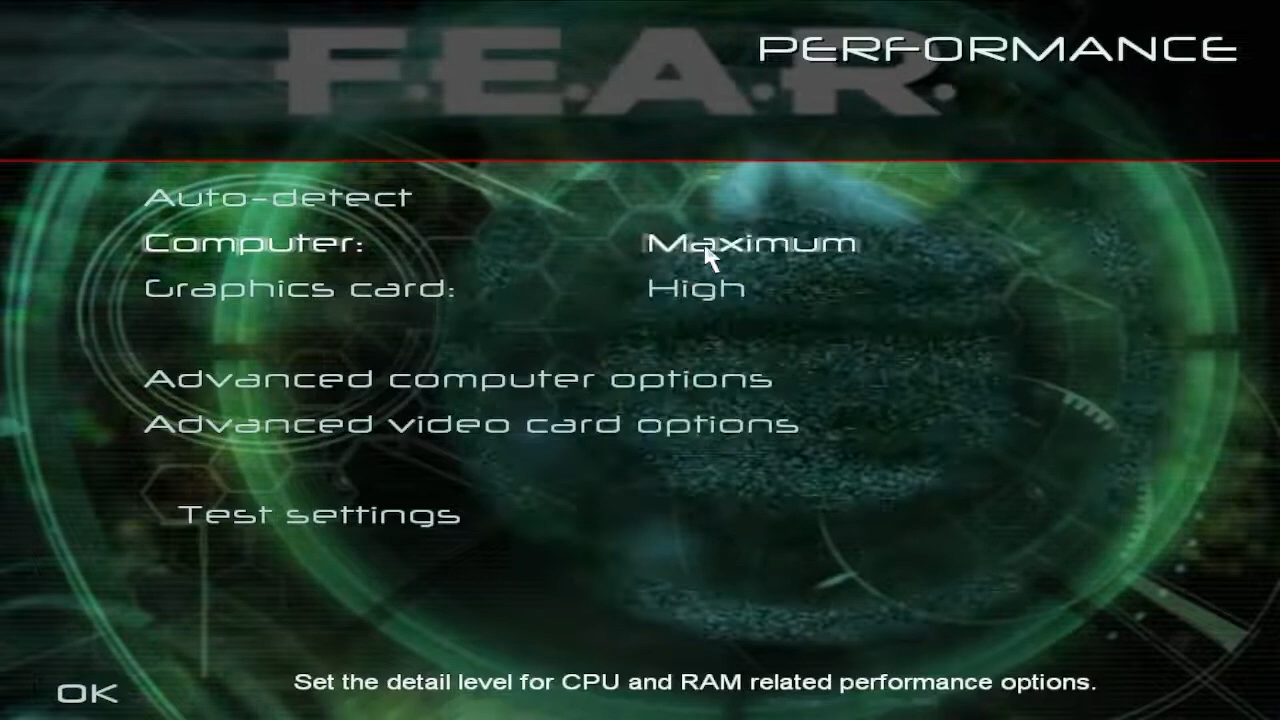 F.E.A.R.
PERFORMANCE
Auto-detect
Computer: Maximum
Graphics card: High
Advanced computer options
Advanced video card options
Test settings
Set the detail level for CPU and RAM related performance options.
OK